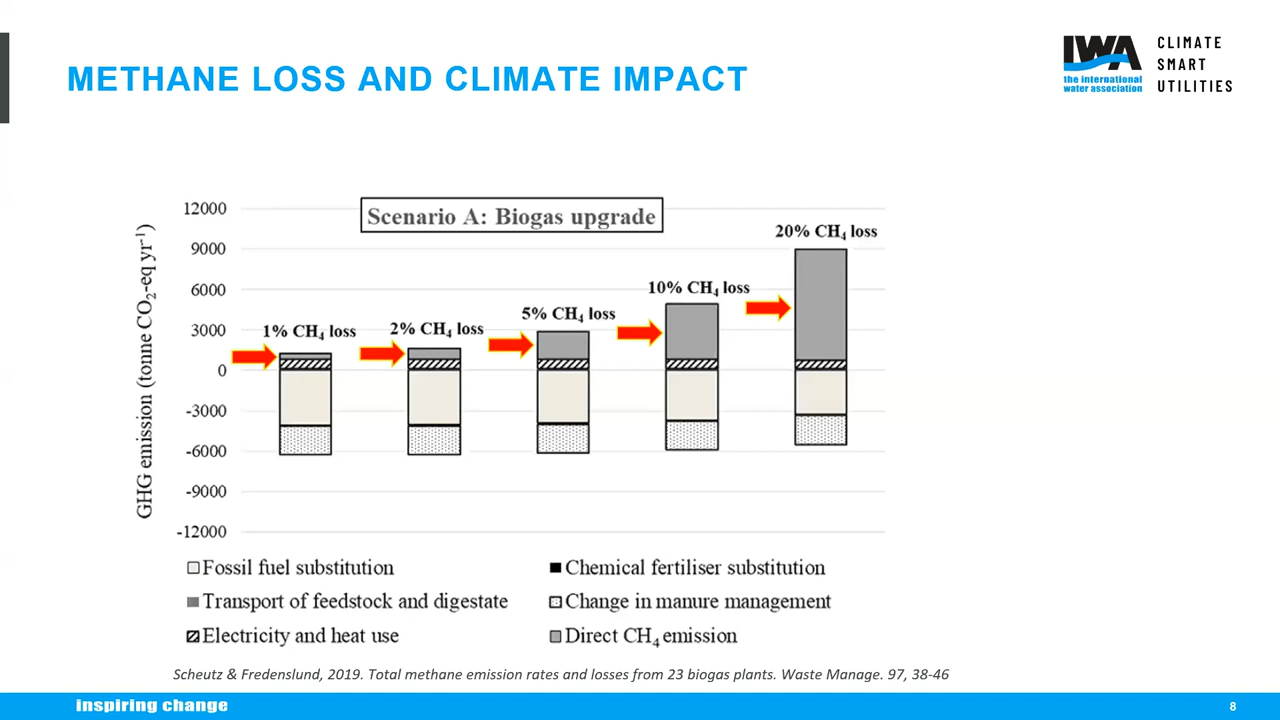 METHANE LOSS AND CLIMATE IMPACT
IWA
the international
water association
CLIMATE
SMART
UTILITIES
Scenario A: Biogas upgrade
GHG emission (tonne CO₂-eq yr⁻¹)
12000
9000
6000
3000
0
-3000
-6000
-9000
-12000
1% CH₄ loss
2% CH₄ loss
5% CH₄ loss
10% CH₄ loss
20% CH₄ loss
Fossil fuel substitution
Chemical fertiliser substitution
Transport of feedstock and digestate
Change in manure management
Electricity and heat use
Direct CH₄ emission
Scheutz & Fredenslund, 2019. Total methane emission rates and losses from 23 biogas plants. Waste Manage. 97, 38-46
inspiring change
8